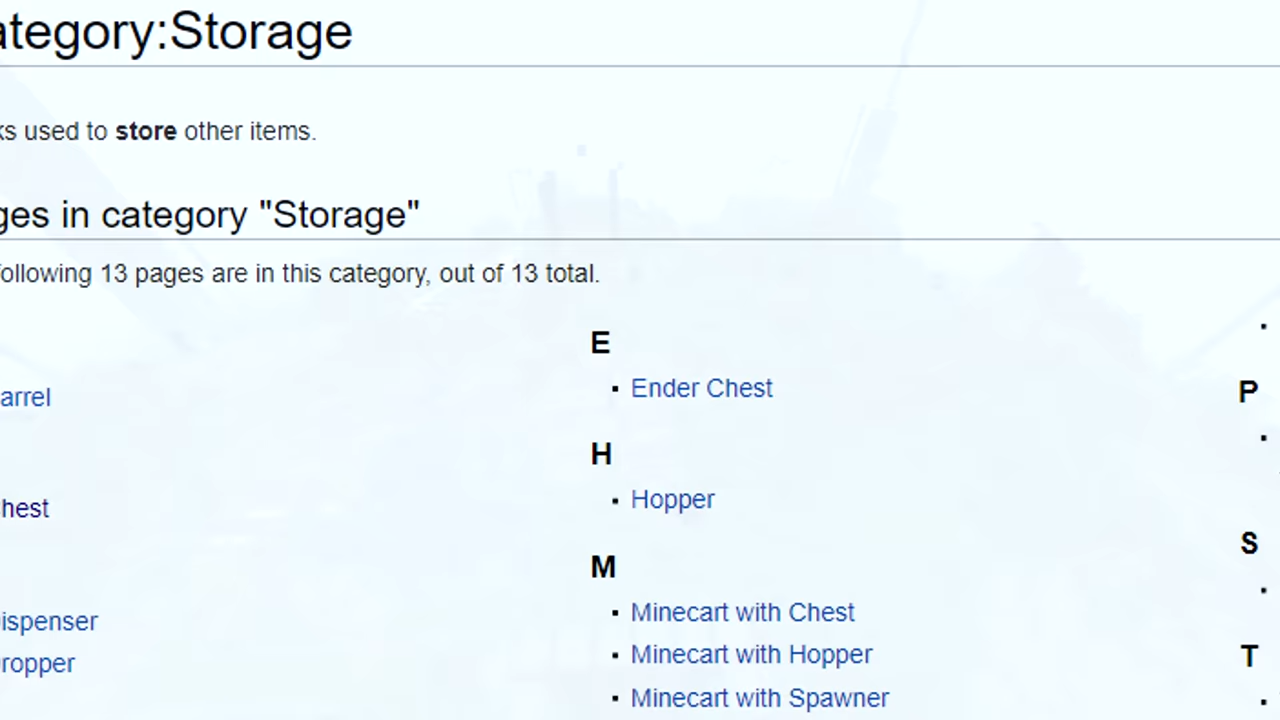 ategory:Storage
ks used to store other items.
ges in category "Storage"
ollowing 13 pages are in this category, out of 13 total.
arrel
hest
ispenser
ropper
E
Ender Chest
H
Hopper
M
Minecart with Chest
Minecart with Hopper
Minecart with Spawner
P
S
T